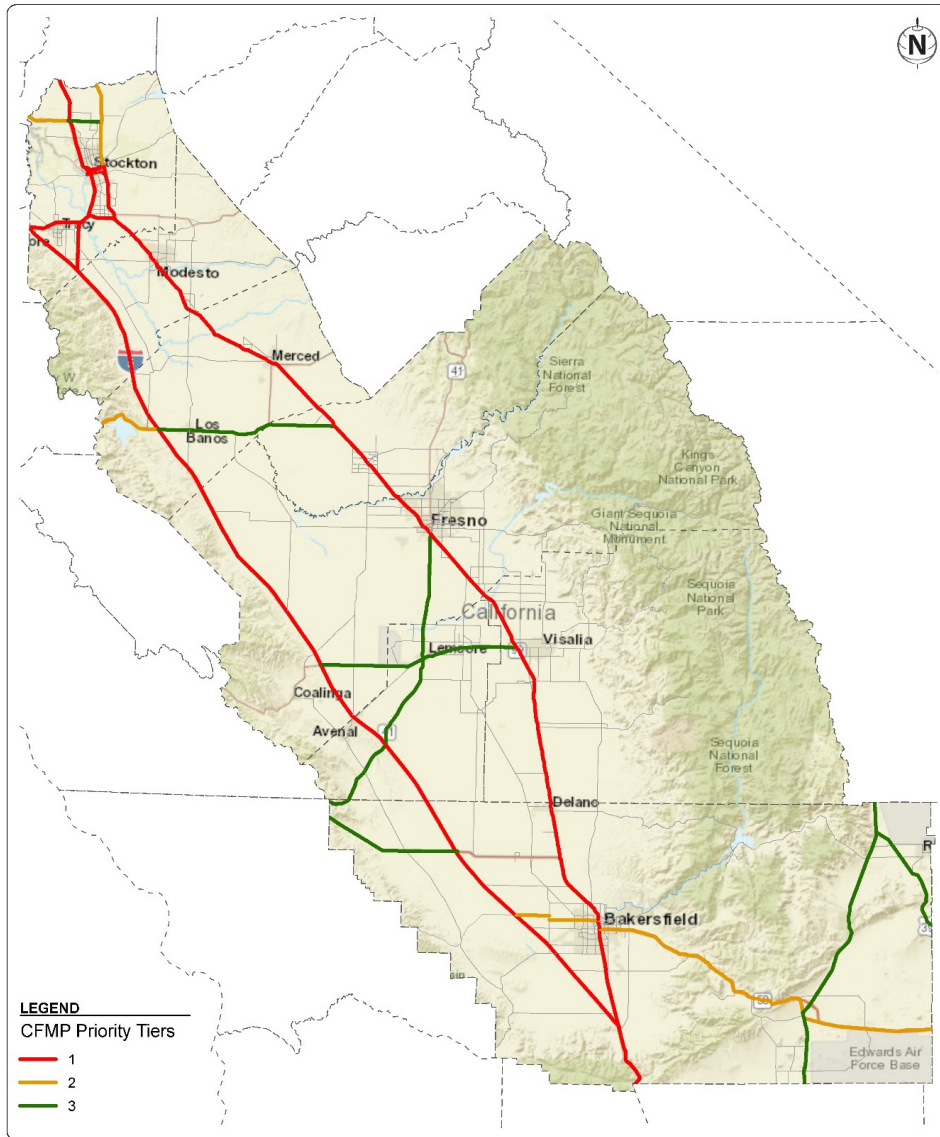 N
Stockton
Tracy
ore
Modesto
Merced
41
Sierra
National
Forest
W
Los
Banos
Kings
Canyon
National Park
Fresno
Giant Sequoia
National
Monument
Sequoia
National
Park
California
Visalia
Lemoore
Coalinga
Avenal
Sequoia
National
Forest
Delano
R
Bakersfield
LEGEND
CFMP Priority Tiers
1
2
3
Edwards Air
Force Base